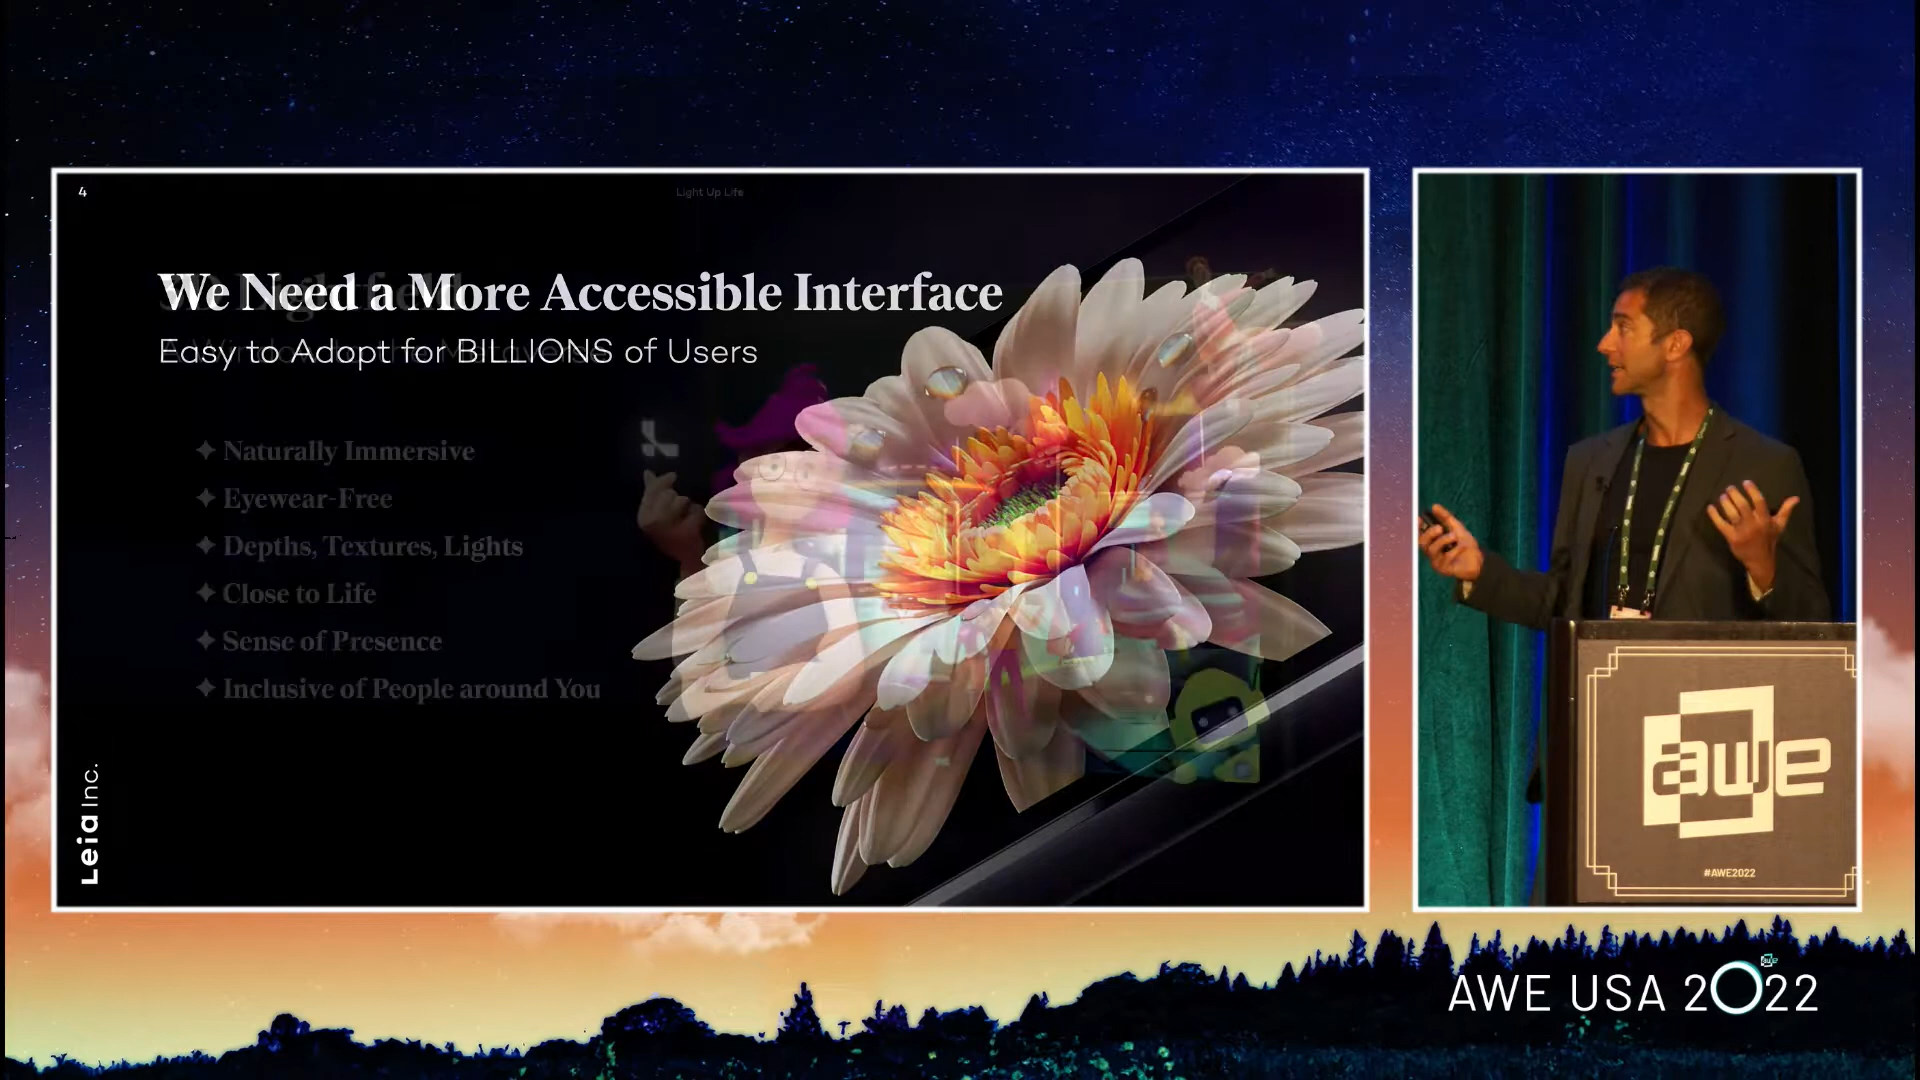 4
Light Up Life
We Need a More Accessible Interface
Easy to Adopt for BILLIONS of Users
✦ Naturally Immersive
✦ Eyewear-Free
✦ Depths, Textures, Lights
✦ Close to Life
✦ Sense of Presence
✦ Inclusive of People around You
Leia Inc.
awe
#AWE2022
AWE USA 2022